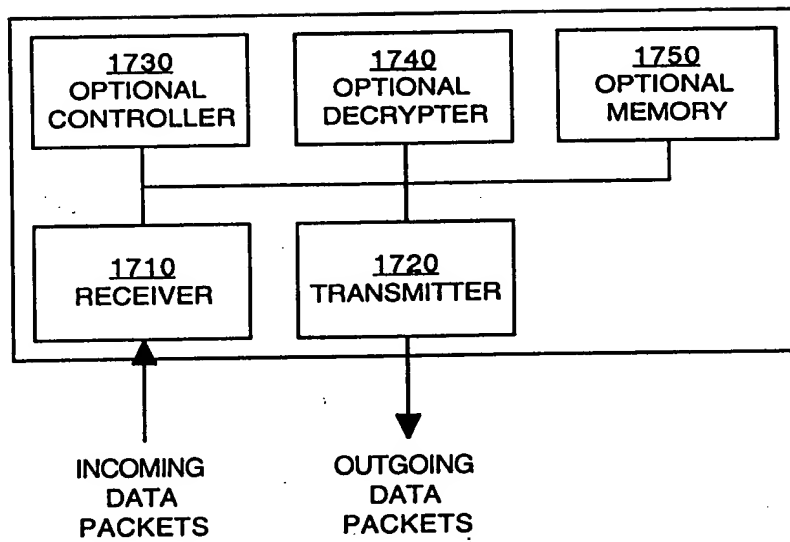 1730
OPTIONAL
CONTROLLER
1740
OPTIONAL
DECRYPTER
1750
OPTIONAL
MEMORY
1710
RECEIVER
1720
TRANSMITTER
INCOMING
DATA
PACKETS
OUTGOING
DATA
PACKETS